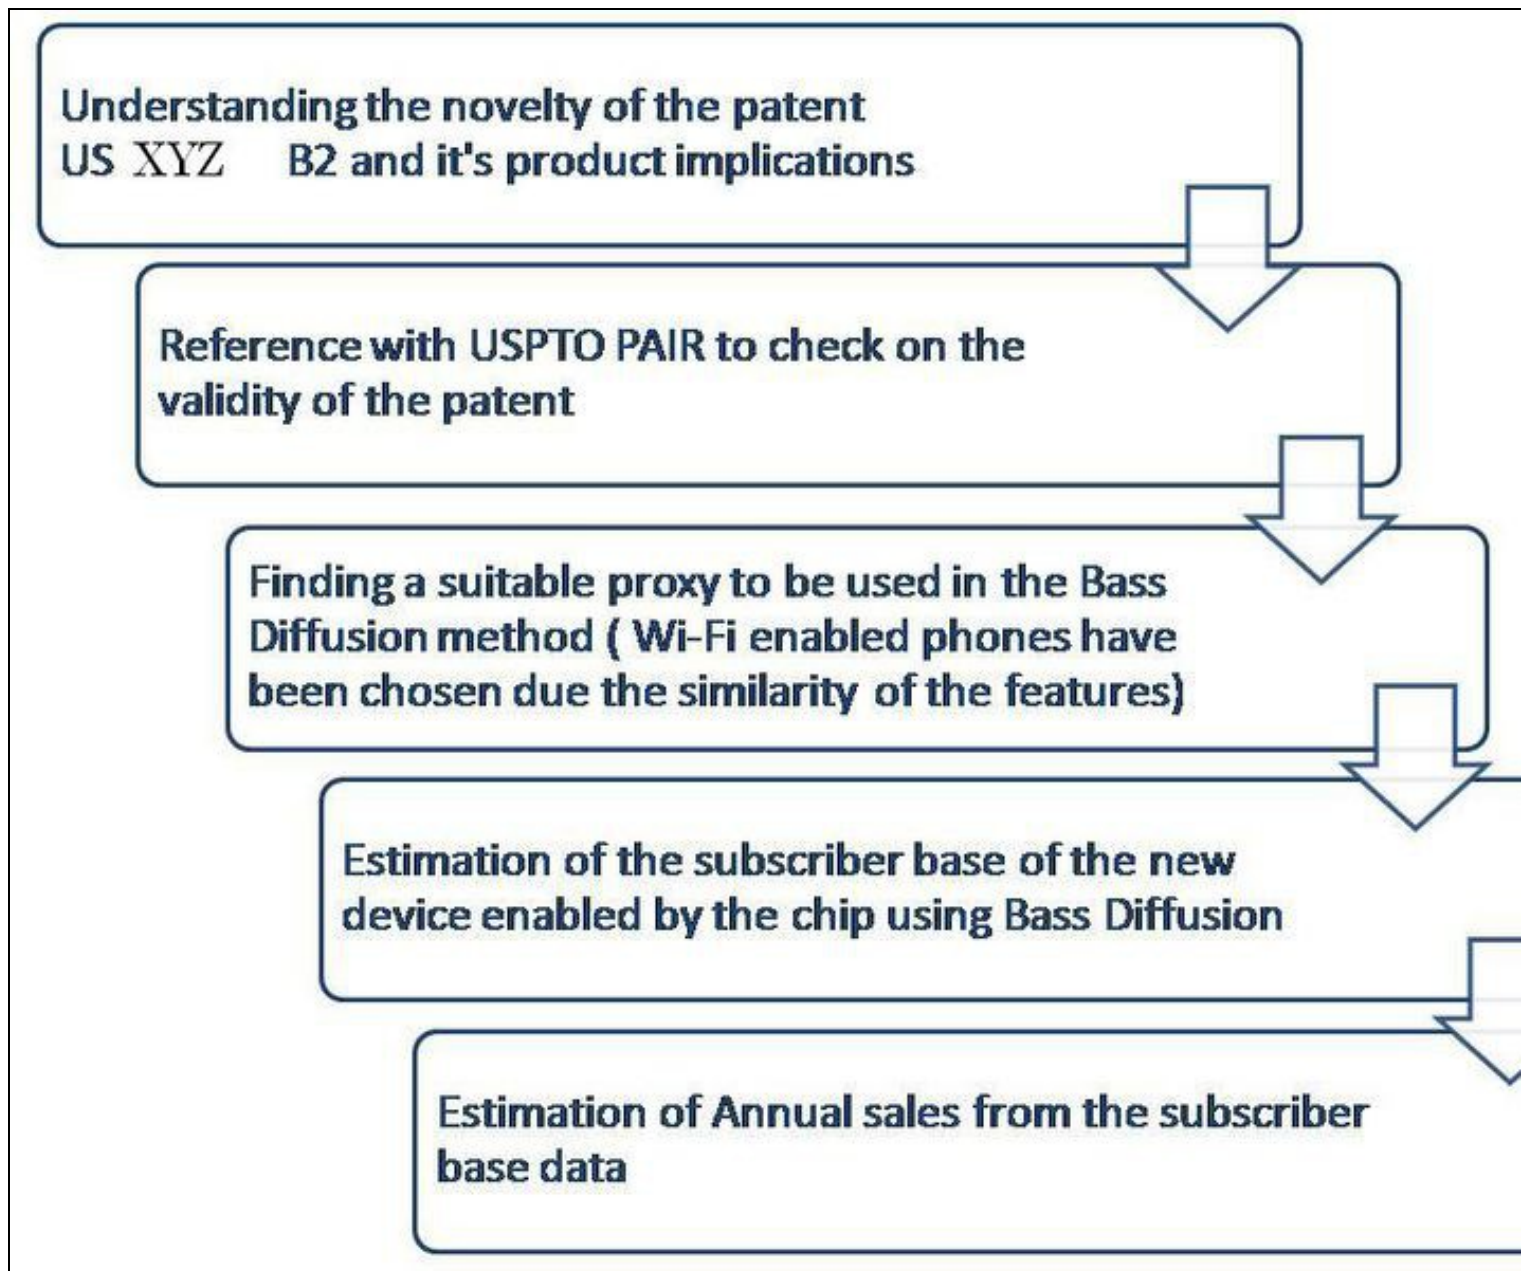 Understanding the novelty of the patent
US XYZ B2 and it's product implications
Reference with USPTO PAIR to check on the
validity of the patent
Finding a suitable proxy to be used in the Bass
Diffusion method ( Wi-Fi enabled phones have
been chosen due the similarity of the features)
Estimation of the subscriber base of the new
device enabled by the chip using Bass Diffusion
Estimation of Annual sales from the subscriber
base data